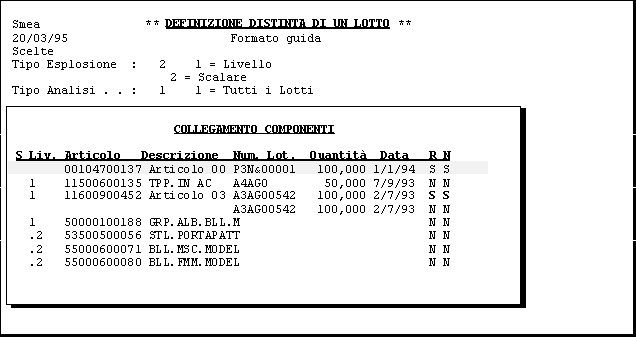 Smea ** DEFINIZIONE DISTINTA DI UN LOTTO **
20/03/95 Formato guida
Scelte
Tipo Esplosione : 2 1 = Livello
2 = Scalare
Tipo Analisi . . : 1 1 = Tutti i Lotti
COLLEGAMENTO COMPONENTI
S Liv. Articolo Descrizione Num. Lot. Quantità Data R N
00104700137 Articolo 00 P3N&00001 100,000 1/1/94 S S
1 11500600135 TPP.IN AC A4AGO 50,000 7/9/93 N N
1 11600900452 Articolo 03 A3AG00542 100,000 2/7/93 S S
A3AG00542 100,000 2/7/93 N N
1 50000100188 GRP.ALB.BLL.M N N
.2 53500500056 STL.PORTAPATT N N
.2 55000600071 BLL.MSC.MODEL N N
.2 55000600080 BLL.FMM.MODEL N N